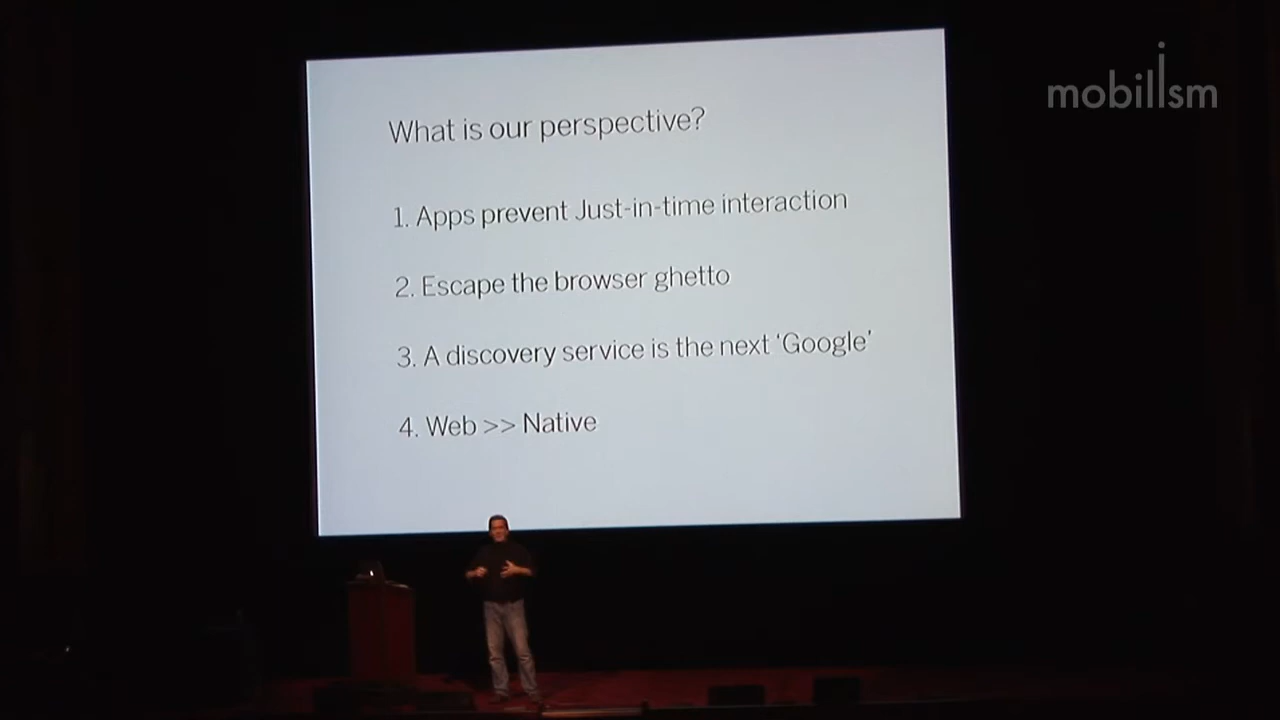 mobilism
What is our perspective?
1. Apps prevent Just-in-time interaction
2. Escape the browser ghetto
3. A discovery service is the next ‘Google’
4. Web >> Native